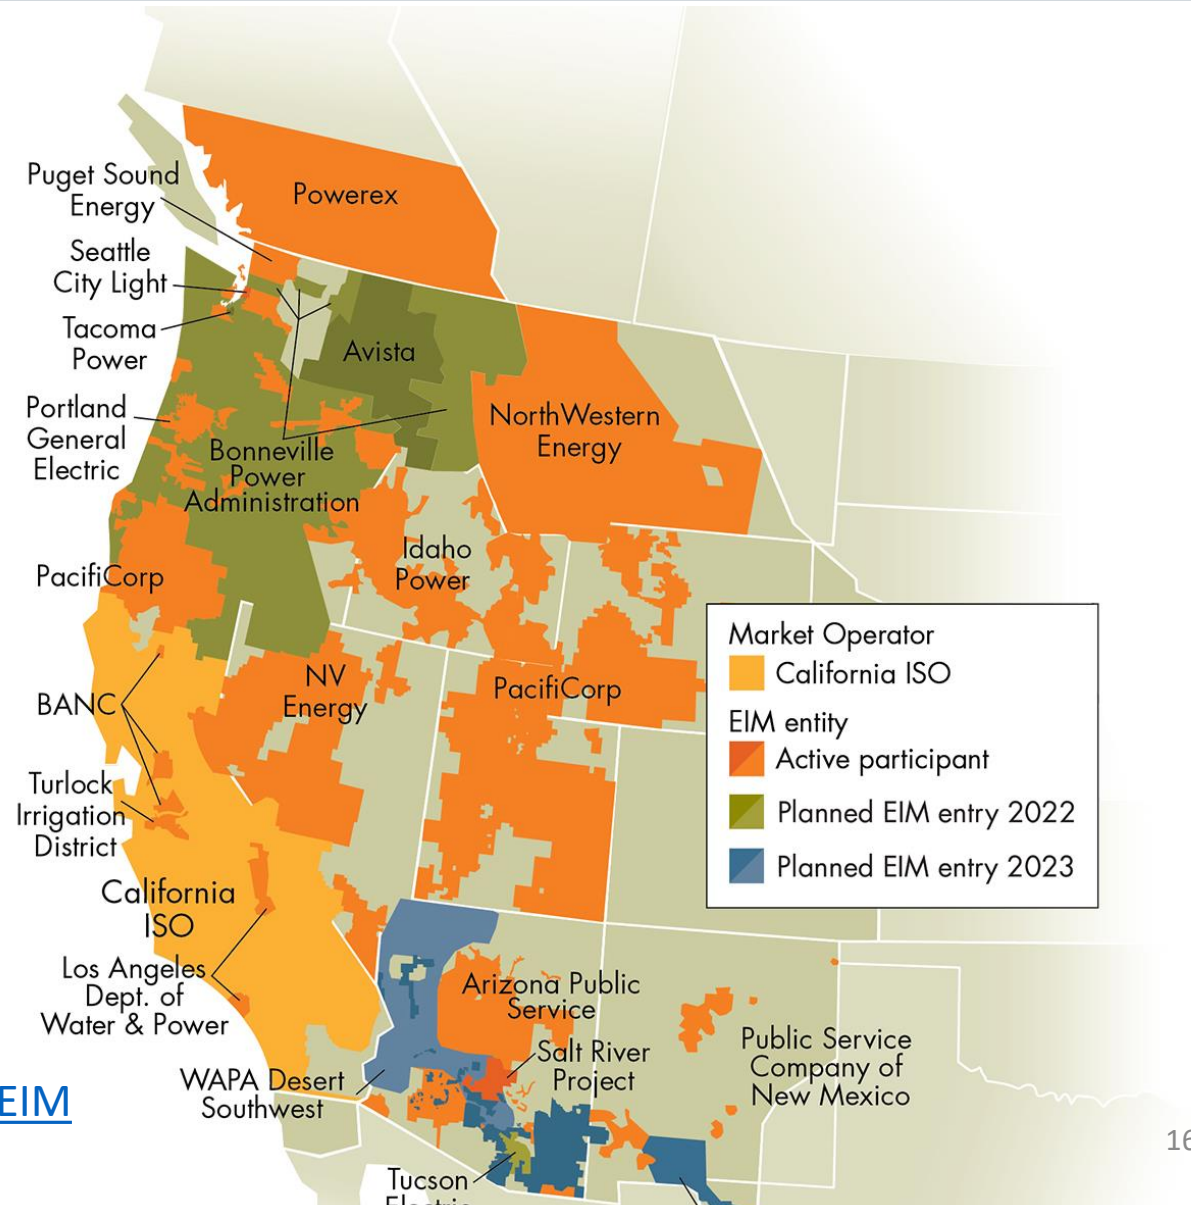 Puget Sound
Energy
Powerex
Seattle
City Light
Tacoma
Power
Avista
Portland
General
Electric
NorthWestern
Energy
Bonneville
Power
Administration
Idaho
Power
PacifiCorp
Market Operator
California ISO
EIM entity
Active participant
Planned EIM entry 2022
Planned EIM entry 2023
NV
Energy
PacifiCorp
BANC
Turlock
Irrigation
District
California
ISO
Los Angeles
Dept. of
Water & Power
Arizona Public
Service
Salt River
Project
Public Service
Company of
New Mexico
WAPA Desert
Southwest
EIM
16
Tucson
Electric